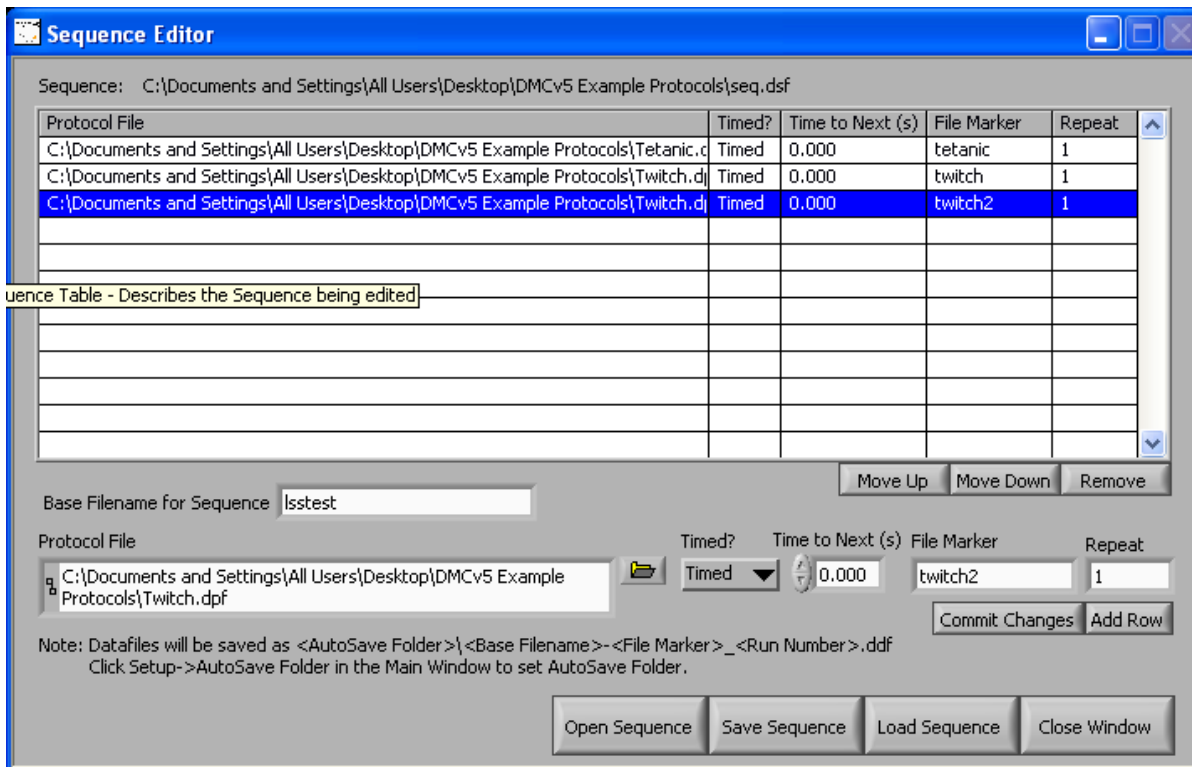 Sequence Editor
Sequence: C:\Documents and Settings\All Users\Desktop\DMCv5 Example Protocols\seq.dsf
Protocol File Timed? Time to Next (s) File Marker Repeat
C:\Documents and Settings\All Users\Desktop\DMCv5 Example Protocols\Tetanic.d Timed 0.000 tetanic 1
C:\Documents and Settings\All Users\Desktop\DMCv5 Example Protocols\Twitch.dp Timed 0.000 twitch 1
C:\Documents and Settings\All Users\Desktop\DMCv5 Example Protocols\Twitch.dp Timed 0.000 twitch2 1
uence Table - Describes the Sequence being edited
Move Up Move Down Remove
Base Filename for Sequence lsstest
Protocol File Timed? Time to Next (s) File Marker Repeat
C:\Documents and Settings\All Users\Desktop\DMCv5 Example
Protocols\Twitch.dpf
Timed 0.000 twitch2 1
Commit Changes Add Row
Note: Datafiles will be saved as <AutoSave Folder>\<Base Filename>-<File Marker>_<Run Number>.ddf
Click Setup->AutoSave Folder in the Main Window to set AutoSave Folder.
Open Sequence Save Sequence Load Sequence Close Window